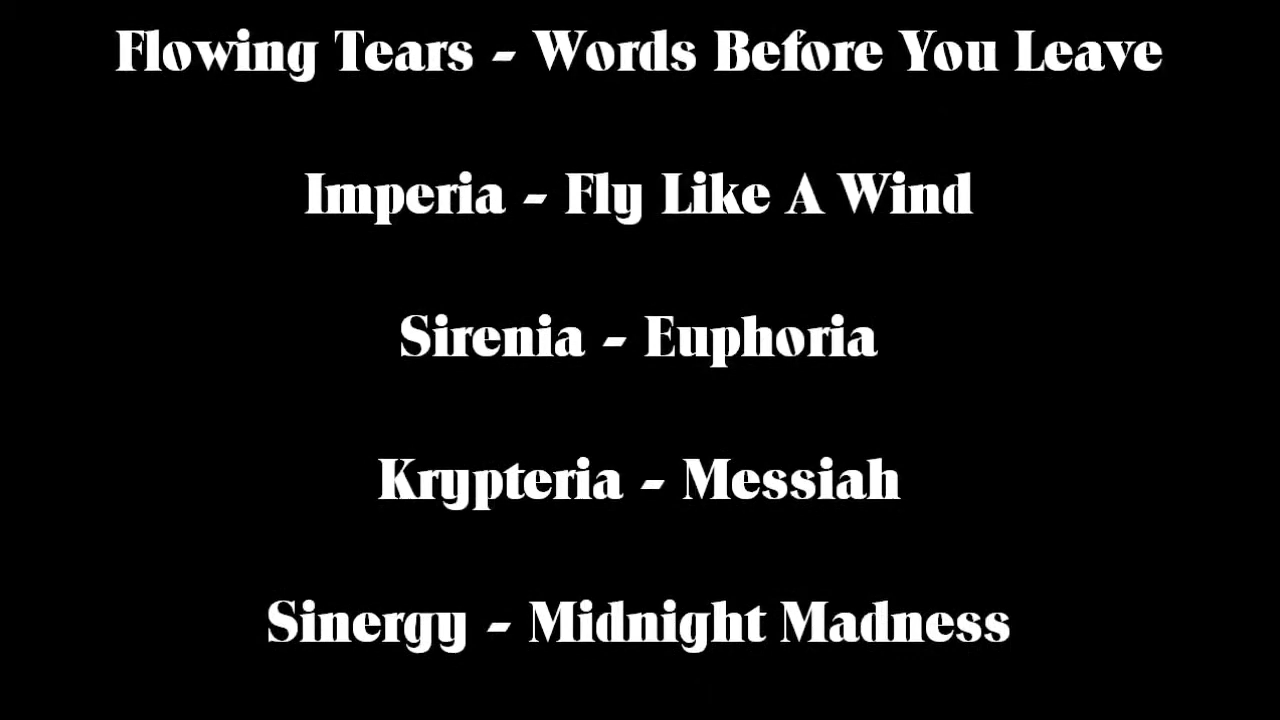 Flowing Tears - Words Before You Leave
Imperia - Fly Like A Wind
Sirenia - Euphoria
Krypteria - Messiah
Sinergy - Midnight Madness